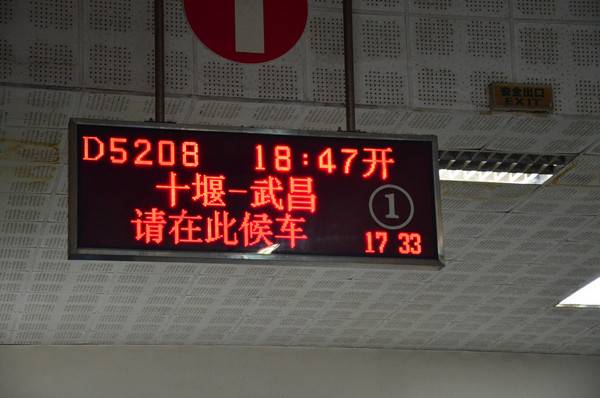 安全出口
EXIT
D5208 18:47开
十堰-武昌
①
请在此候车
17 33